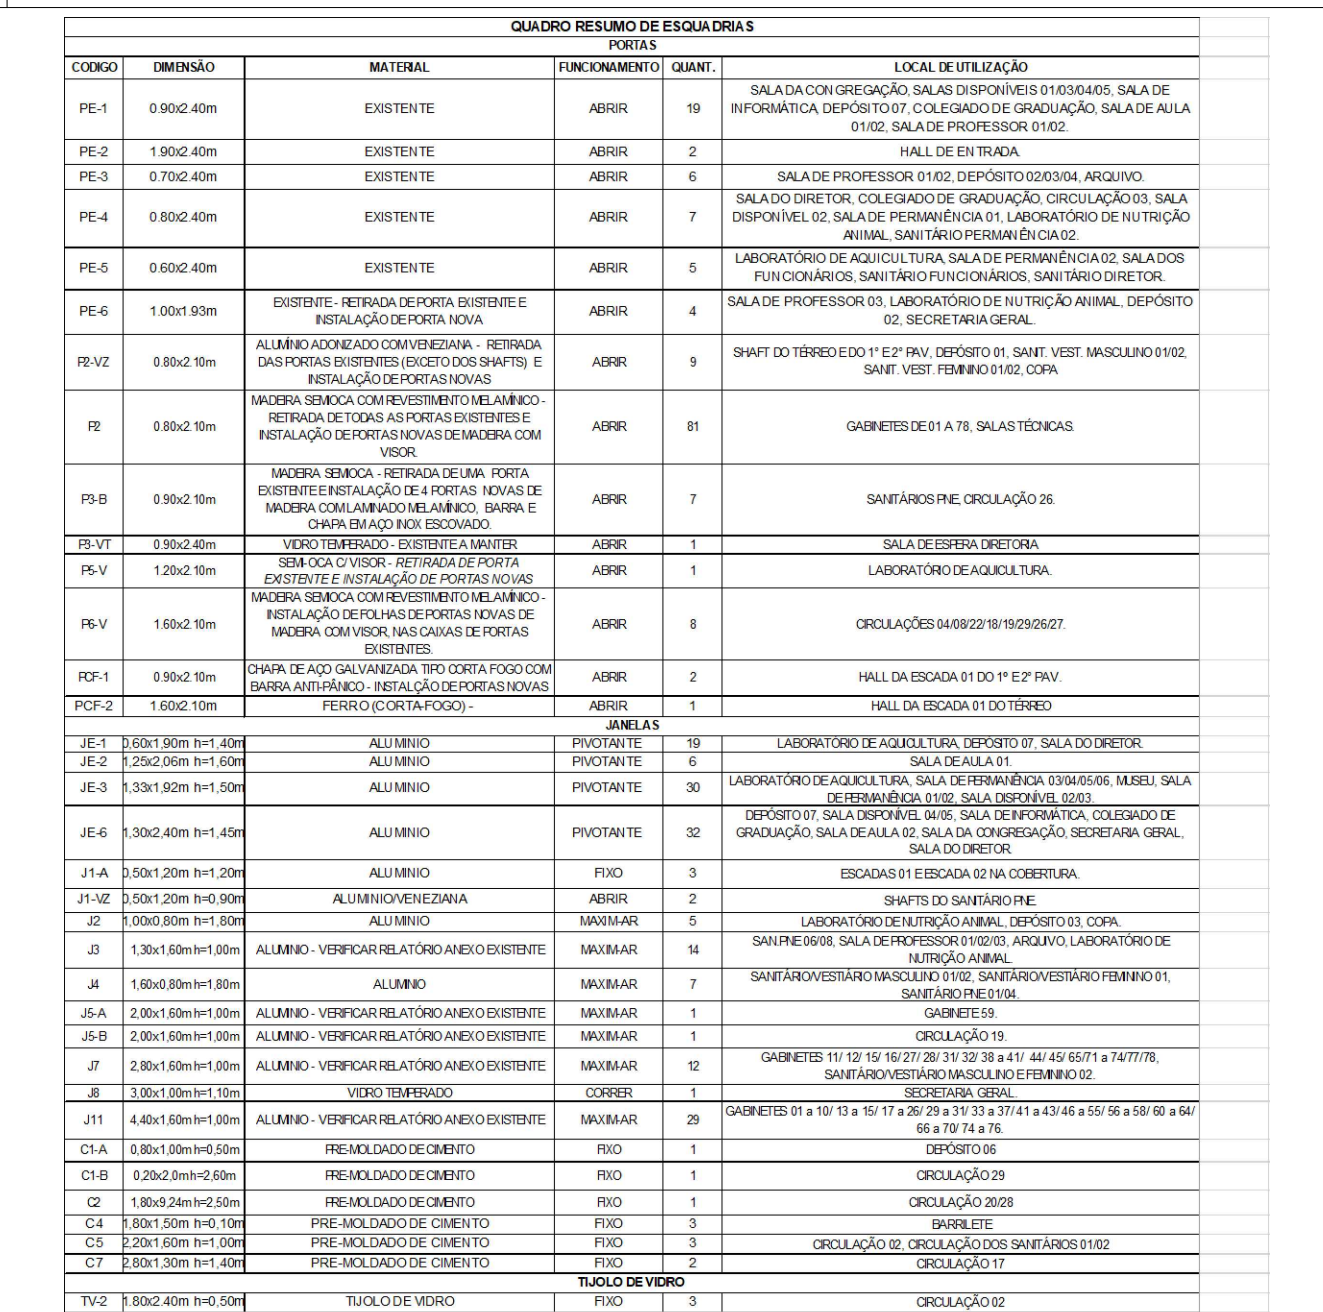 QUADRO RESUMO DE ESQUADRIAS
PORTAS
CODIGO DIMENSÃO MATERIAL FUNCIONAMENTO QUANT. LOCAL DE UTILIZAÇÃO
PE-1 0.90x2.40m EXISTENTE ABRIR 19 SALA DA CONGREGAÇÃO, SALAS DISPONÍVEIS 01/03/04/05, SALA DE
INFORMÁTICA, DEPÓSITO 07, COLEGIADO DE GRADUAÇÃO, SALA DE AULA
01/02, SALA DE PROFESSOR 01/02.
PE-2 1.90x2.40m EXISTENTE ABRIR 2 HALL DE ENTRADA.
PE-3 0.70x2.40m EXISTENTE ABRIR 6 SALA DE PROFESSOR 01/02, DEPÓSITO 02/03/04, ARQUIVO.
PE-4 0.80x2.40m EXISTENTE ABRIR 7 SALA DO DIRETOR, COLEGIADO DE GRADUAÇÃO, CIRCULAÇÃO 03, SALA
DISPONÍVEL 02, SALA DE PERMANÊNCIA 01, LABORATÓRIO DE NUTRIÇÃO
ANIMAL, SANITÁRIO PERMANÊNCIA 02.
PE-5 0.60x2.40m EXISTENTE ABRIR 5 LABORATÓRIO DE AQUICULTURA, SALA DE PERMANÊNCIA 02, SALA DOS
FUNCIONÁRIOS, SANITÁRIO FUNCIONÁRIOS, SANITÁRIO DIRETOR.
PE-6 1.00x1.93m EXISTENTE - RETIRADA DE PORTA EXISTENTE E
INSTALAÇÃO DE PORTA NOVA ABRIR 4 SALA DE PROFESSOR 03, LABORATÓRIO DE NUTRIÇÃO ANIMAL, DEPÓSITO
02, SECRETARIA GERAL.
P2-VZ 0.80x2.10m ALUMÍNIO ADONIZADO COM VENEZIANA - RETIRADA
DAS PORTAS EXISTENTES (EXCETO DOS SHAFTS) E
INSTALAÇÃO DE PORTAS NOVAS ABRIR 9 SHAFT DO TÉRREO E DO 1° E 2° PAV, DEPÓSITO 01, SANIT. VEST. MASCULINO 01/02,
SANIT. VEST. FEMININO 01/02, COPA
P2 0.80x2.10m MADEIRA SEMIOCA COM REVESTIMENTO MELAMÍNICO -
RETIRADA DE TODAS AS PORTAS EXISTENTES E
INSTALAÇÃO DE PORTAS NOVAS DE MADEIRA COM
VISOR. ABRIR 81 GABINETES DE 01 A 78, SALAS TÉCNICAS.
P3-B 0.90x2.10m MADEIRA SEMIOCA - RETIRADA DE UMA PORTA
EXISTENTE E INSTALAÇÃO DE 4 PORTAS NOVAS DE
MADEIRA COM LAMINADO MELAMÍNICO, BARRA E
CHAPA EM AÇO INOX ESCOVADO. ABRIR 7 SANITÁRIOS PNE, CIRCULAÇÃO 26.
P3-VT 0.90x2.40m VIDRO TEMPERADO - EXISTENTE A MANTER ABRIR 1 SALA DE ESPERA DIRETORIA
P5-V 1.20x2.10m SEMI-OCA C/ VISOR - RETIRADA DE PORTA
EXISTENTE E INSTALAÇÃO DE PORTAS NOVAS ABRIR 1 LABORATÓRIO DE AQUICULTURA.
P6-V 1.60x2.10m MADEIRA SEMIOCA COM REVESTIMENTO MELAMÍNICO -
INSTALAÇÃO DE FOLHAS DE PORTAS NOVAS DE
MADEIRA COM VISOR, NAS CAIXAS DE PORTAS
EXISTENTES. ABRIR 8 CIRCULAÇÕES 04/08/22/18/19/29/26/27.
PCF-1 0.90x2.10m CHAPA DE AÇO GALVANIZADA TIPO CORTA FOGO COM
BARRA ANTI-PÂNICO - INSTALÇÃO DE PORTAS NOVAS ABRIR 2 HALL DA ESCADA 01 DO 1º E 2º PAV.
PCF-2 1.60x2.10m FERRO (CORTA-FOGO) - ABRIR 1 HALL DA ESCADA 01 DO TÉRREO
JANELAS
JE-1 0,60x1,90m h=1,40m ALUMINIO PIVOTANTE 19 LABORATÓRIO DE AQUICULTURA, DEPÓSITO 07, SALA DO DIRETOR.
JE-2 1,25x2,06m h=1,60m ALUMINIO PIVOTANTE 6 SALA DE AULA 01.
JE-3 1,33x1,92m h=1,50m ALUMINIO PIVOTANTE 30 LABORATÓRIO DE AQUICULTURA, SALA DE PERMANÊNCIA 03/04/05/06, MUSEU, SALA
DE PERMANÊNCIA 01/02, SALA DISPONÍVEL 02/03.
JE-6 1,30x2,40m h=1,45m ALUMINIO PIVOTANTE 32 DEPÓSITO 07, SALA DISPONÍVEL 04/05, SALA DE INFORMÁTICA, COLEGIADO DE
GRADUAÇÃO, SALA DE AULA 02, SALA DA CONGREGAÇÃO, SECRETARIA GERAL,
SALA DO DIRETOR.
J1-A 0,50x1,20m h=1,20m ALUMINIO FIXO 3 ESCADAS 01 E ESCADA 02 NA COBERTURA.
J1-VZ 0,50x1,20m h=0,90m ALUMINIO/VENEZIANA ABRIR 2 SHAFTS DO SANITÁRIO PNE.
J2 1,00x0,80m h=1,80m ALUMINIO MAXIM-AR 5 LABORATÓRIO DE NUTRIÇÃO ANIMAL, DEPÓSITO 03, COPA.
J3 1,30x1,60m h=1,00m ALUMINIO - VERIFICAR RELATÓRIO ANEXO EXISTENTE MAXIM-AR 14 SAN.PNE 06/08, SALA DE PROFESSOR 01/02/03, ARQUIVO, LABORATÓRIO DE
NUTRIÇÃO ANIMAL.
J4 1,60x0,80m h=1,80m ALUMINIO MAXIM-AR 7 SANITÁRIO/VESTIÁRIO MASCULINO 01/02, SANITÁRIO/VESTIÁRIO FEMININO 01,
SANITÁRIO PNE 01/04.
J5-A 2,00x1,60m h=1,00m ALUMINIO - VERIFICAR RELATÓRIO ANEXO EXISTENTE MAXIM-AR 1 GABINETE 59.
J5-B 2,00x1,60m h=1,00m ALUMINIO - VERIFICAR RELATÓRIO ANEXO EXISTENTE MAXIM-AR 1 CIRCULAÇÃO 19.
J7 2,80x1,60m h=1,00m ALUMINIO - VERIFICAR RELATÓRIO ANEXO EXISTENTE MAXIM-AR 12 GABINETES 11/ 12/ 15/ 16/ 27/ 28/ 31/ 32/ 38 a 41/ 44/ 45/ 65/71 a 74/77/78,
SANITÁRIO/VESTIÁRIO MASCULINO E FEMININO 02.
J8 3,00x1,00m h=1,10m VIDRO TEMPERADO CORRER 1 SECRETARIA GERAL.
J11 4,40x1,60m h=1,00m ALUMINIO - VERIFICAR RELATÓRIO ANEXO EXISTENTE MAXIM-AR 29 GABINETES 01 a 10/ 13 a 15/ 17 a 26/ 29 a 31/ 33 a 37/ 41 a 43/ 46 a 55/ 56 a 58/ 60 a 64/
66 a 70/ 74 a 76.
C1-A 0,80x1,00m h=0,50m PRE-MOLDADO DE CIMENTO FIXO 1 DEPÓSITO 06
C1-B 0,20x2,0m h=2,60m PRE-MOLDADO DE CIMENTO FIXO 1 CIRCULAÇÃO 29
C2 1,80x9,24m h=2,50m PRE-MOLDADO DE CIMENTO FIXO 1 CIRCULAÇÃO 20/28
C4 1,80x1,50m h=0,10m PRE-MOLDADO DE CIMENTO FIXO 3 BARRILETE
C5 2,20x1,60m h=1,00m PRE-MOLDADO DE CIMENTO FIXO 3 CIRCULAÇÃO 02, CIRCULAÇÃO DOS SANITÁRIOS 01/02
C7 2,80x1,30m h=1,40m PRE-MOLDADO DE CIMENTO FIXO 2 CIRCULAÇÃO 17
TIJOLO DE VIDRO
TV-2 1.80x2.40m h=0,50m TIJOLO DE VIDRO FIXO 3 CIRCULAÇÃO 02